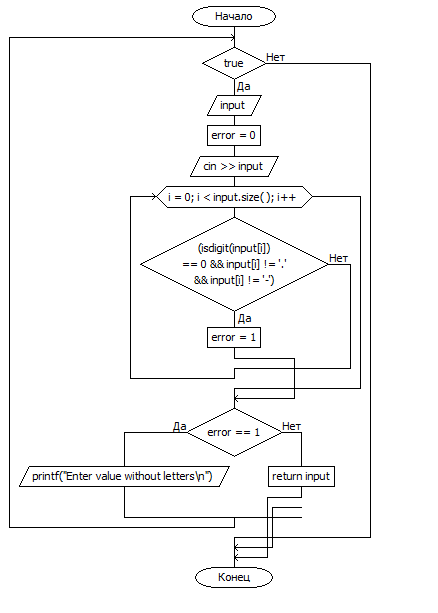 Начало
true
Нет
Да
input
error = 0
cin >> input
i = 0; i < input.size( ); i++
(isdigit(input[i])
== 0 && input[i] != '.'
&& input[i] != '-')
Нет
Да
error = 1
Да
error == 1
Нет
printf("Enter value without letters\n")
return input
Конец